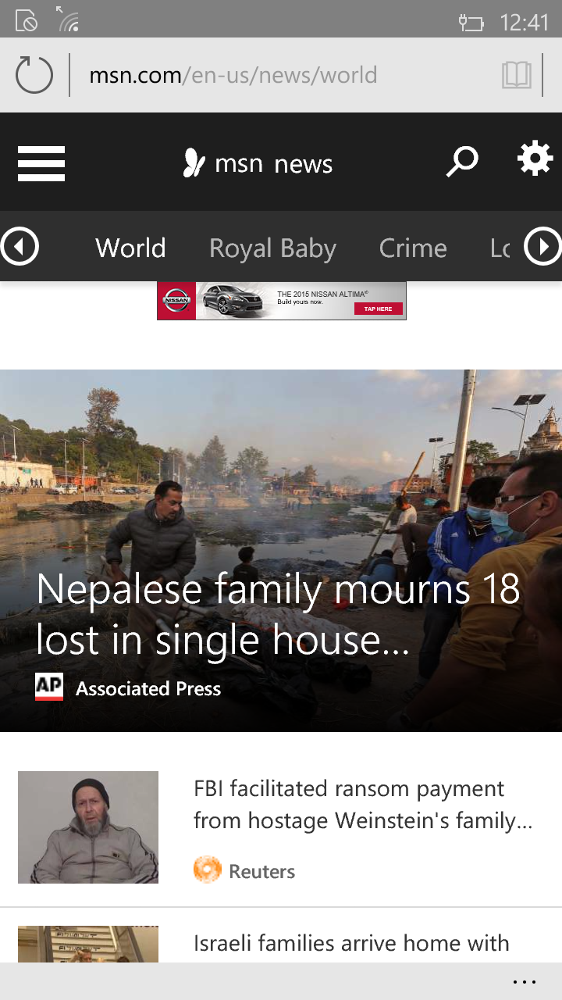 12:41
msn.com/en-us/news/world
msn news
World Royal Baby Crime Lo
NISSAN
THE 2015 NISSAN ALTIMA®
Build yours now.
TAP HERE
Nepalese family mourns 18
lost in single house...
AP Associated Press
FBI facilitated ransom payment
from hostage Weinstein's family...
Reuters
Israeli families arrive home with
...